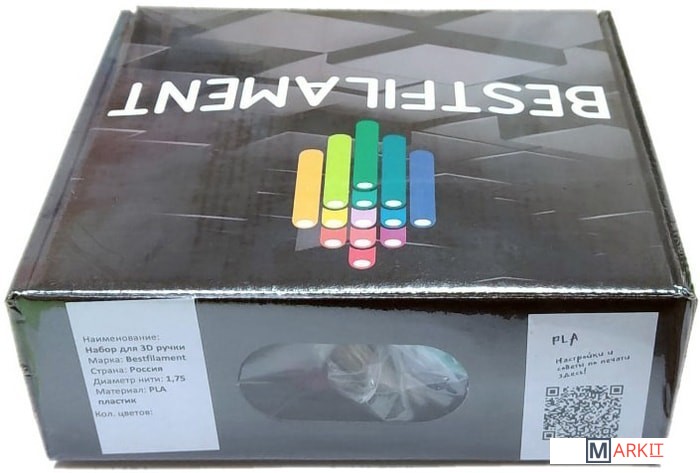 BESTFILAMENT
Наименование:
Набор для 3D ручки
Марка: Bestfilament
Страна: Россия
Диаметр нити: 1,75
Материал: PLA
пластик
Кол. цветов:
PLA
Настройки и
советы по печати
здесь!
MARKIT